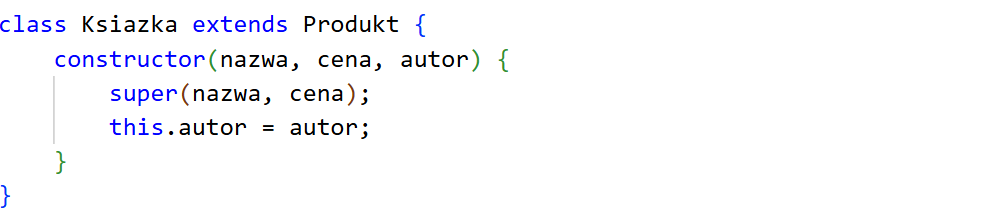 class Ksiazka extends Produkt {
    constructor(nazwa, cena, autor) {
        super(nazwa, cena);
        this.autor = autor;
    }
}